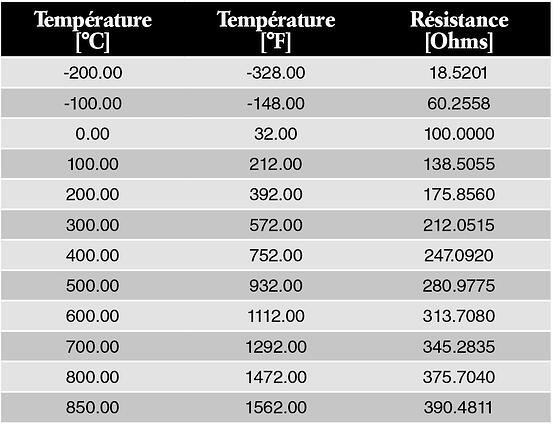 Température Température Résistance
[°C] [°F] [Ohms]
-200.00 -328.00 18.5201
-100.00 -148.00 60.2558
0.00 32.00 100.0000
100.00 212.00 138.5055
200.00 392.00 175.8560
300.00 572.00 212.0515
400.00 752.00 247.0920
500.00 932.00 280.9775
600.00 1112.00 313.7080
700.00 1292.00 345.2835
800.00 1472.00 375.7040
850.00 1562.00 390.4811